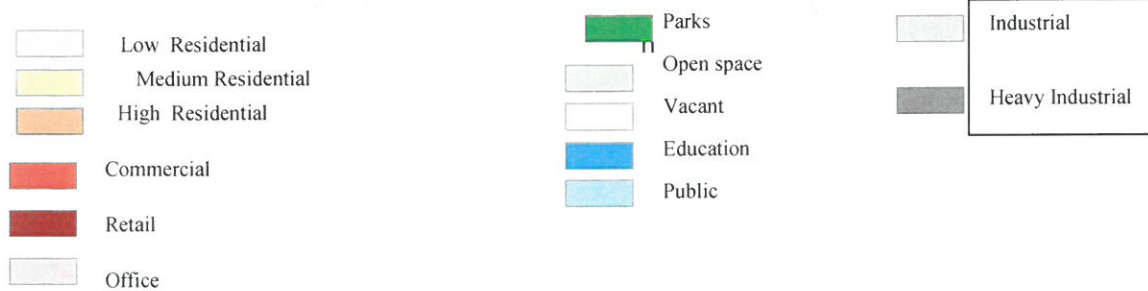 Low Residential
Medium Residential
High Residential
Commercial
Retail
Office
Parks
n
Open space
Vacant
Education
Public
Industrial
Heavy Industrial